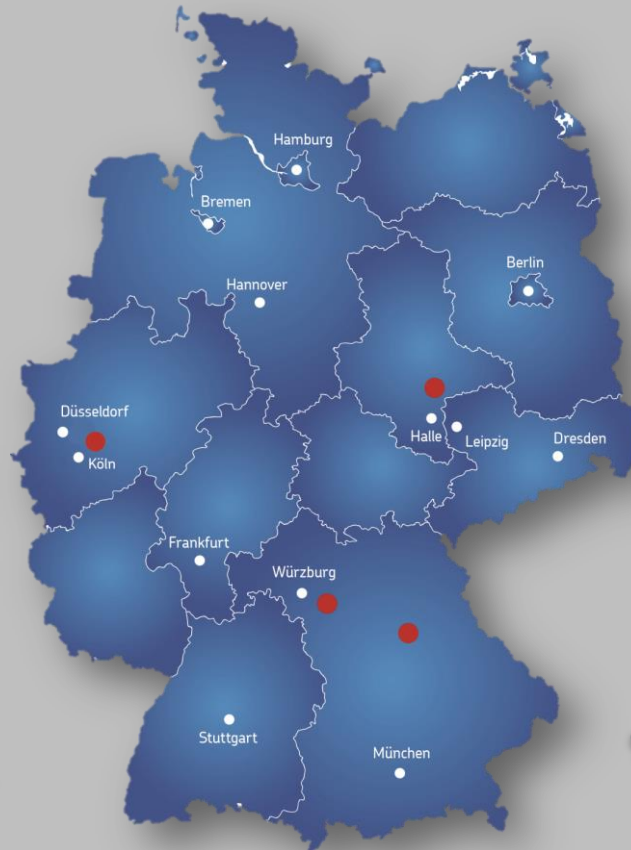 Hamburg
Bremen
Berlin
Hannover
Düsseldorf
Halle
Leipzig
Dresden
Köln
Frankfurt
Würzburg
Stuttgart
München